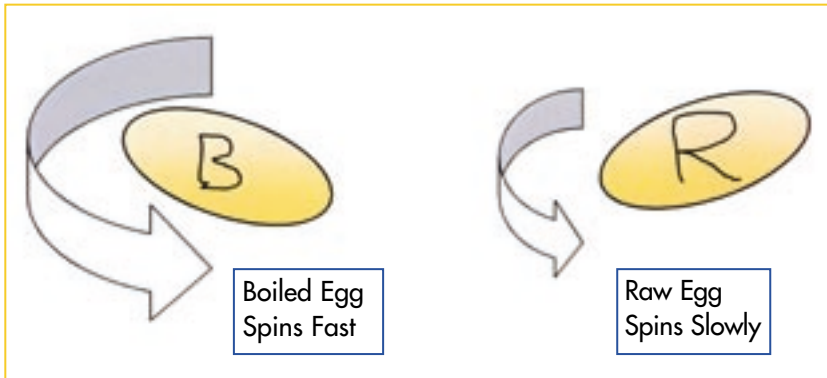 B
R
Boiled Egg
Spins Fast
Raw Egg
Spins Slowly